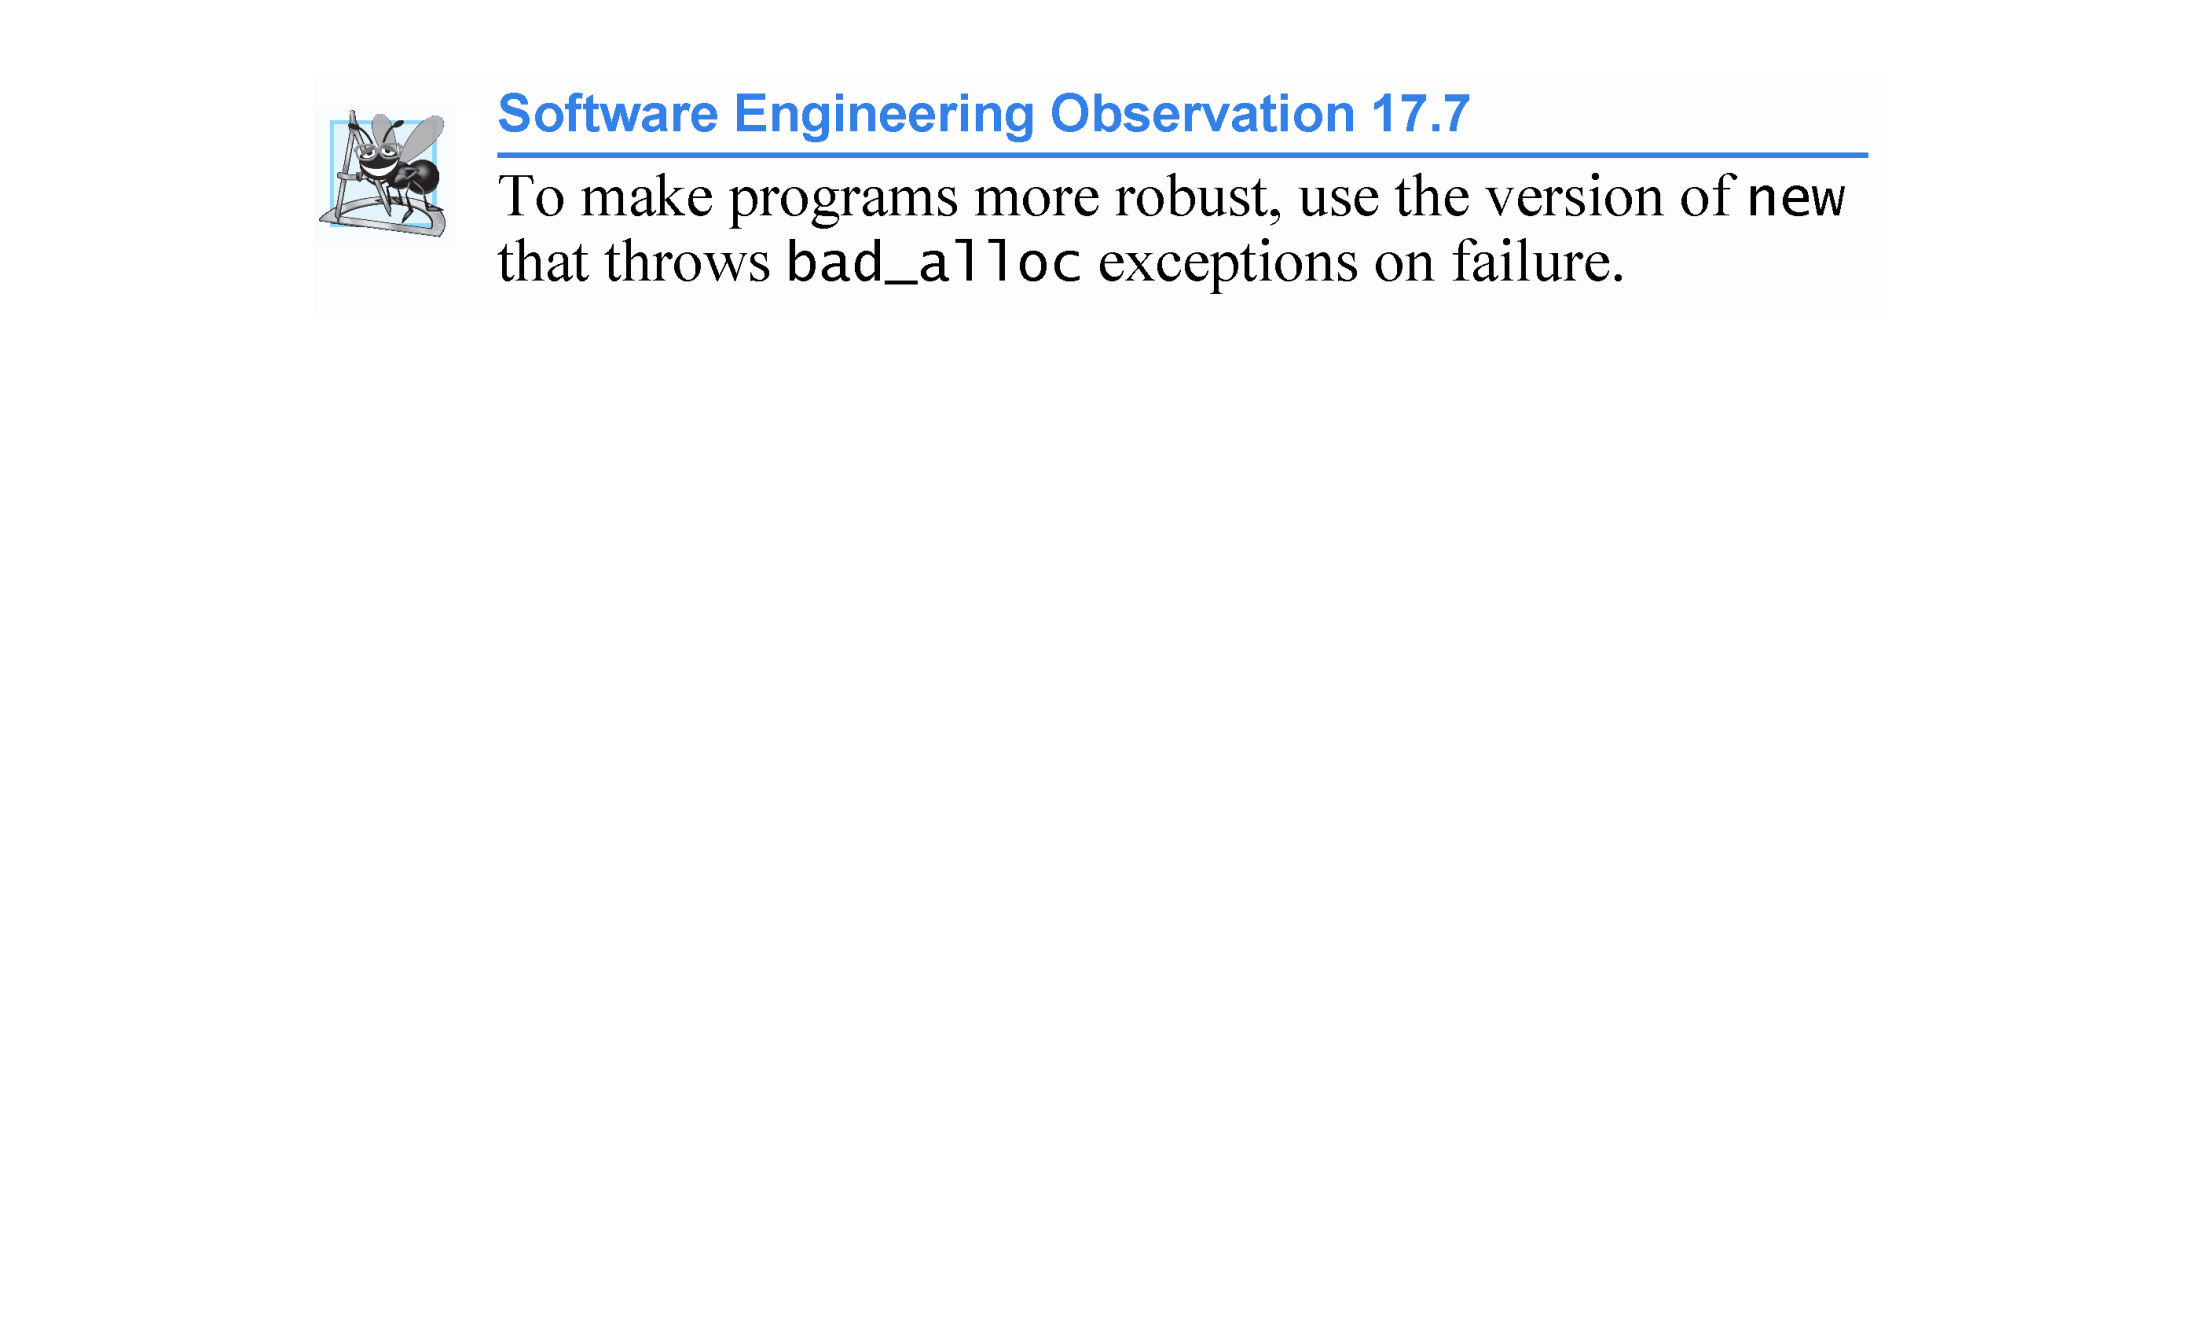 Software Engineering Observation 17.7
To make programs more robust, use the version of new
that throws bad_alloc exceptions on failure.